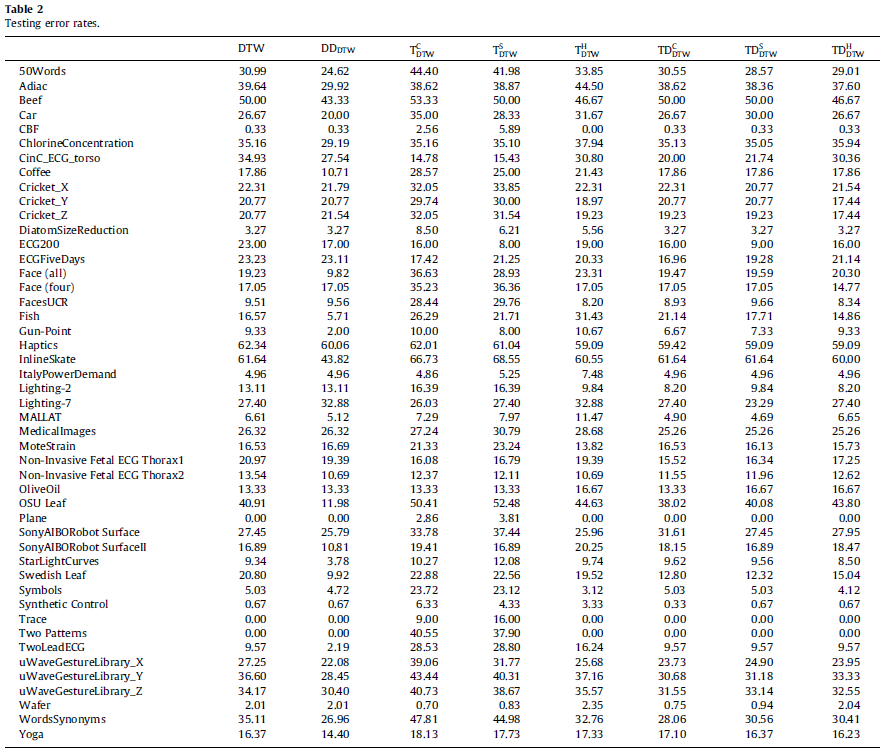 Table 2
Testing error rates.
DTW DD_DTW T^C_DTW T^S_DTW T^H_DTW TD^C_DTW TD^S_DTW TD^H_DTW
50Words 30.99 24.62 44.40 41.98 33.85 30.55 28.57 29.01
Adiac 39.64 29.92 38.62 38.87 44.50 38.62 38.36 37.60
Beef 50.00 43.33 53.33 50.00 46.67 50.00 50.00 46.67
Car 26.67 20.00 35.00 28.33 31.67 26.67 30.00 26.67
CBF 0.33 0.33 2.56 5.89 0.00 0.33 0.33 0.33
ChlorineConcentration 35.16 29.19 35.16 35.10 37.94 35.13 35.05 35.94
CinC_ECG_torso 34.93 27.54 14.78 15.43 30.80 20.00 21.74 30.36
Coffee 17.86 10.71 28.57 25.00 21.43 17.86 17.86 17.86
Cricket_X 22.31 21.79 32.05 33.85 22.31 22.31 20.77 21.54
Cricket_Y 20.77 20.77 29.74 30.00 18.97 20.77 20.77 17.44
Cricket_Z 20.77 21.54 32.05 31.54 19.23 19.23 19.23 17.44
DiatomSizeReduction 3.27 3.27 8.50 6.21 5.56 3.27 3.27 3.27
ECG200 23.00 17.00 16.00 8.00 19.00 16.00 9.00 16.00
ECGFiveDays 23.23 23.11 17.42 21.25 20.33 16.96 19.28 21.14
Face (all) 19.23 9.82 36.63 28.93 23.31 19.47 19.59 20.30
Face (four) 17.05 17.05 35.23 36.36 17.05 17.05 17.05 14.77
FacesUCR 9.51 9.56 28.44 29.76 8.20 8.93 9.66 8.34
Fish 16.57 5.71 26.29 21.71 31.43 21.14 17.71 14.86
Gun-Point 9.33 2.00 10.00 8.00 10.67 6.67 7.33 9.33
Haptics 62.34 60.06 62.01 61.04 59.09 59.42 59.09 59.09
InlineSkate 61.64 43.82 66.73 68.55 60.55 61.64 61.64 60.00
ItalyPowerDemand 4.96 4.96 4.86 5.25 7.48 4.96 4.96 4.96
Lighting-2 13.11 13.11 16.39 16.39 9.84 8.20 9.84 8.20
Lighting-7 27.40 32.88 26.03 27.40 32.88 27.40 23.29 27.40
MALLAT 6.61 5.12 7.29 7.97 11.47 4.90 4.69 6.65
MedicalImages 26.32 26.32 27.24 30.79 28.68 25.26 25.26 25.26
MoteStrain 16.53 16.69 21.33 23.24 13.82 16.53 16.13 15.73
Non-Invasive Fetal ECG Thorax1 20.97 19.39 16.08 16.79 19.39 15.52 16.34 17.25
Non-Invasive Fetal ECG Thorax2 13.54 10.69 12.37 12.11 10.69 11.55 11.96 12.62
OliveOil 13.33 13.33 13.33 13.33 16.67 13.33 16.67 16.67
OSU Leaf 40.91 11.98 50.41 52.48 44.63 38.02 40.08 43.80
Plane 0.00 0.00 2.86 3.81 0.00 0.00 0.00 0.00
SonyAIBORobot Surface 27.45 25.79 33.78 37.44 25.96 31.61 27.45 27.95
SonyAIBORobot SurfaceII 16.89 10.81 19.41 16.89 20.25 18.15 16.89 18.47
StarLightCurves 9.34 3.78 10.27 12.08 9.74 9.62 9.56 8.50
Swedish Leaf 20.80 9.92 22.88 22.56 19.52 12.80 12.32 15.04
Symbols 5.03 4.72 23.72 23.12 3.12 5.03 5.03 4.12
Synthetic Control 0.67 0.67 6.33 4.33 3.33 0.33 0.67 0.67
Trace 0.00 0.00 9.00 16.00 0.00 0.00 0.00 0.00
Two Patterns 0.00 0.00 40.55 37.90 0.00 0.00 0.00 0.00
TwoLeadECG 9.57 2.19 28.53 28.80 16.24 9.57 9.57 9.57
uWaveGestureLibrary_X 27.25 22.08 39.06 31.77 25.68 23.73 24.90 23.95
uWaveGestureLibrary_Y 36.60 28.45 43.44 40.31 37.16 30.68 31.18 33.33
uWaveGestureLibrary_Z 34.17 30.40 40.73 38.67 35.57 31.55 33.14 32.55
Wafer 2.01 2.01 0.70 0.83 2.35 0.75 0.94 2.04
WordsSynonyms 35.11 26.96 47.81 44.98 32.76 28.06 30.56 30.41
Yoga 16.37 14.40 18.13 17.73 17.33 17.10 16.37 16.23